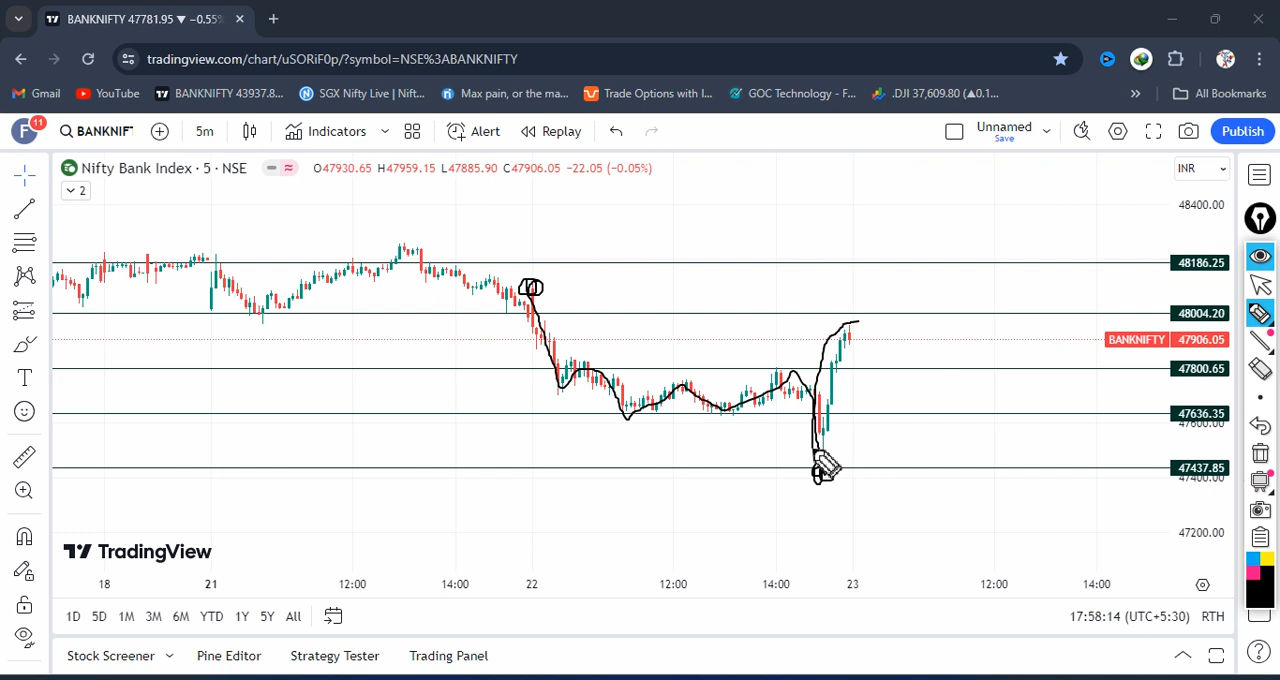 BANKNIFTY 47781.95 ▼ −0.55%
tradingview.com/chart/uSORiF0p/?symbol=NSE%3ABANKNIFTY
Gmail YouTube BANKNIFTY 43937.8... SGX Nifty Live | Nift... Max pain, or the ma... Trade Options with I... GOC Technology - F... .DJI 37,609.80 (▲0.1... » All Bookmarks
F 11 BANKNIF 5m Indicators Alert Replay Unnamed Save Publish
Nifty Bank Index · 5 · NSE O47930.65 H47959.15 L47885.90 C47906.05 −22.05 (−0.05%) INR
2
48400.00
48186.25
48004.20
BANKNIFTY 47906.05
47800.65
47636.35
47600.00
47437.85
47400.00
47200.00
TradingView
18 21 12:00 14:00 22 12:00 14:00 23 12:00 14:00
1D 5D 1M 3M 6M YTD 1Y 5Y All 17:58:14 (UTC+5:30) RTH
Stock Screener Pine Editor Strategy Tester Trading Panel